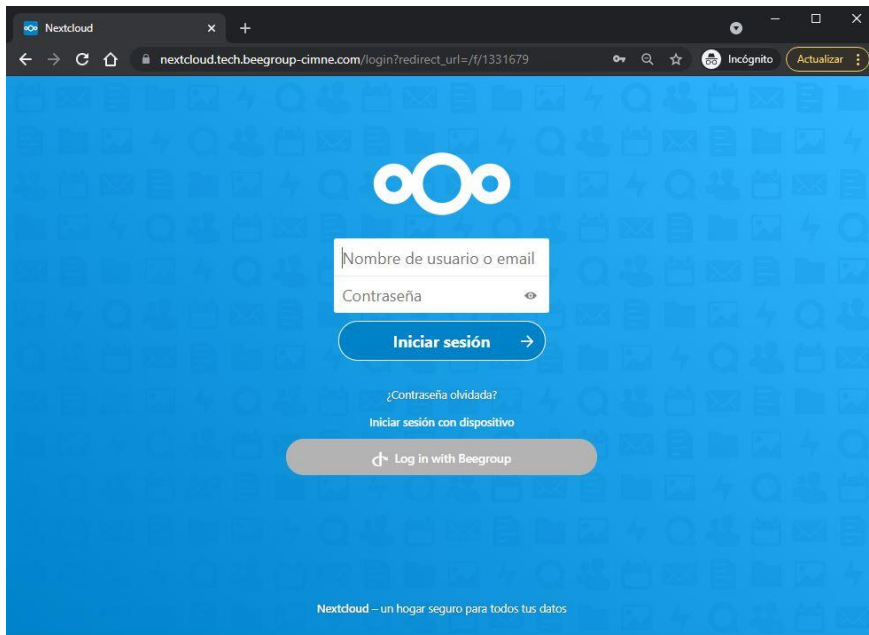 Nextcloud
nextcloud.tech.beegroup-cimne.com/login?redirect_url=/f/1331679
Incógnito
Actualizar
Nombre de usuario o email
Contraseña
Iniciar sesión
¿Contraseña olvidada?
Iniciar sesión con dispositivo
Log in with Beegroup
Nextcloud – un hogar seguro para todos tus datos